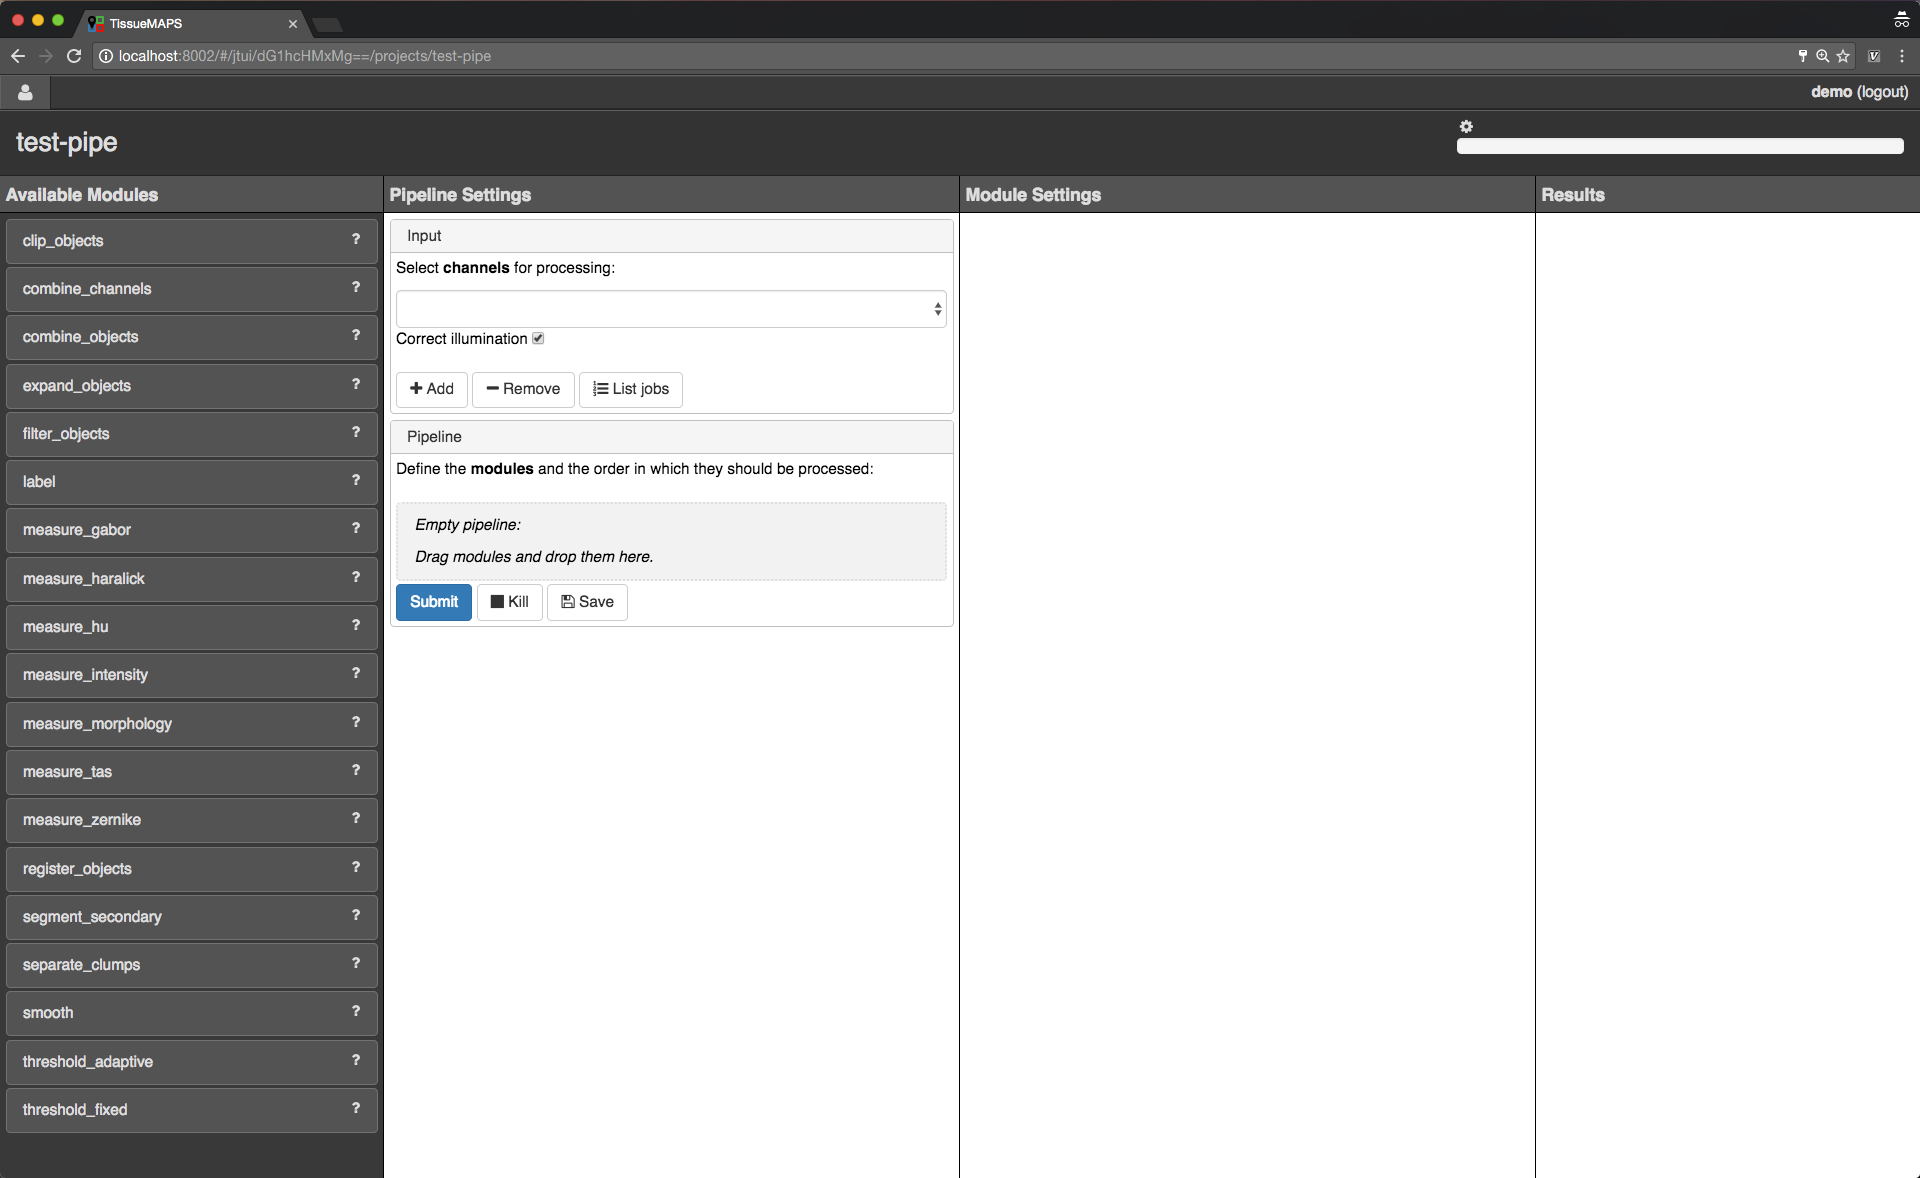 TissueMAPS
localhost:8002/#/jtui/dG1hcHMxMg==/projects/test-pipe
demo (logout)
test-pipe
Available Modules
clip_objects ?
combine_channels ?
combine_objects ?
expand_objects ?
filter_objects ?
label ?
measure_gabor ?
measure_haralick ?
measure_hu ?
measure_intensity ?
measure_morphology ?
measure_tas ?
measure_zernike ?
register_objects ?
segment_secondary ?
separate_clumps ?
smooth ?
threshold_adaptive ?
threshold_fixed ?
Pipeline Settings
Input
Select channels for processing:
Correct illumination
Add Remove List jobs
Pipeline
Define the modules and the order in which they should be processed:
Empty pipeline:
Drag modules and drop them here.
Submit Kill Save
Module Settings
Results